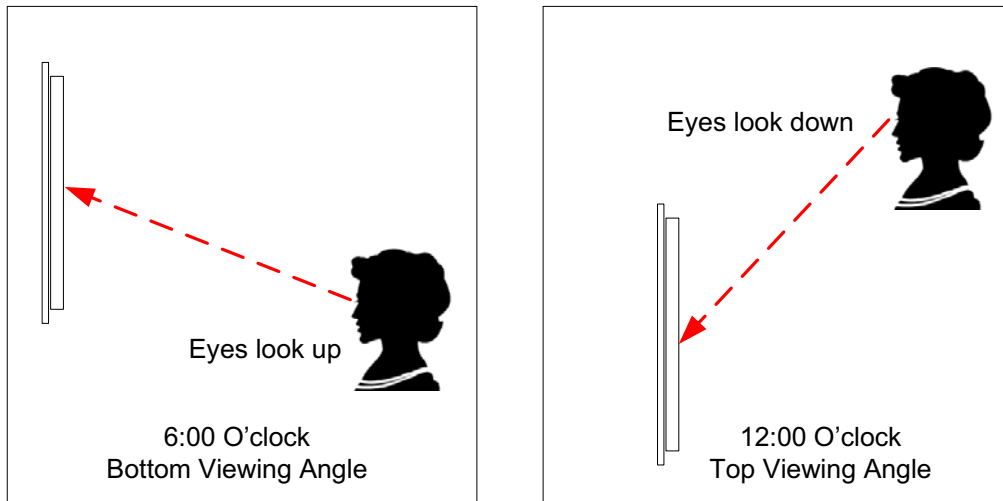 Eyes look up
6:00 O’clock
Bottom Viewing Angle
Eyes look down
12:00 O’clock
Top Viewing Angle